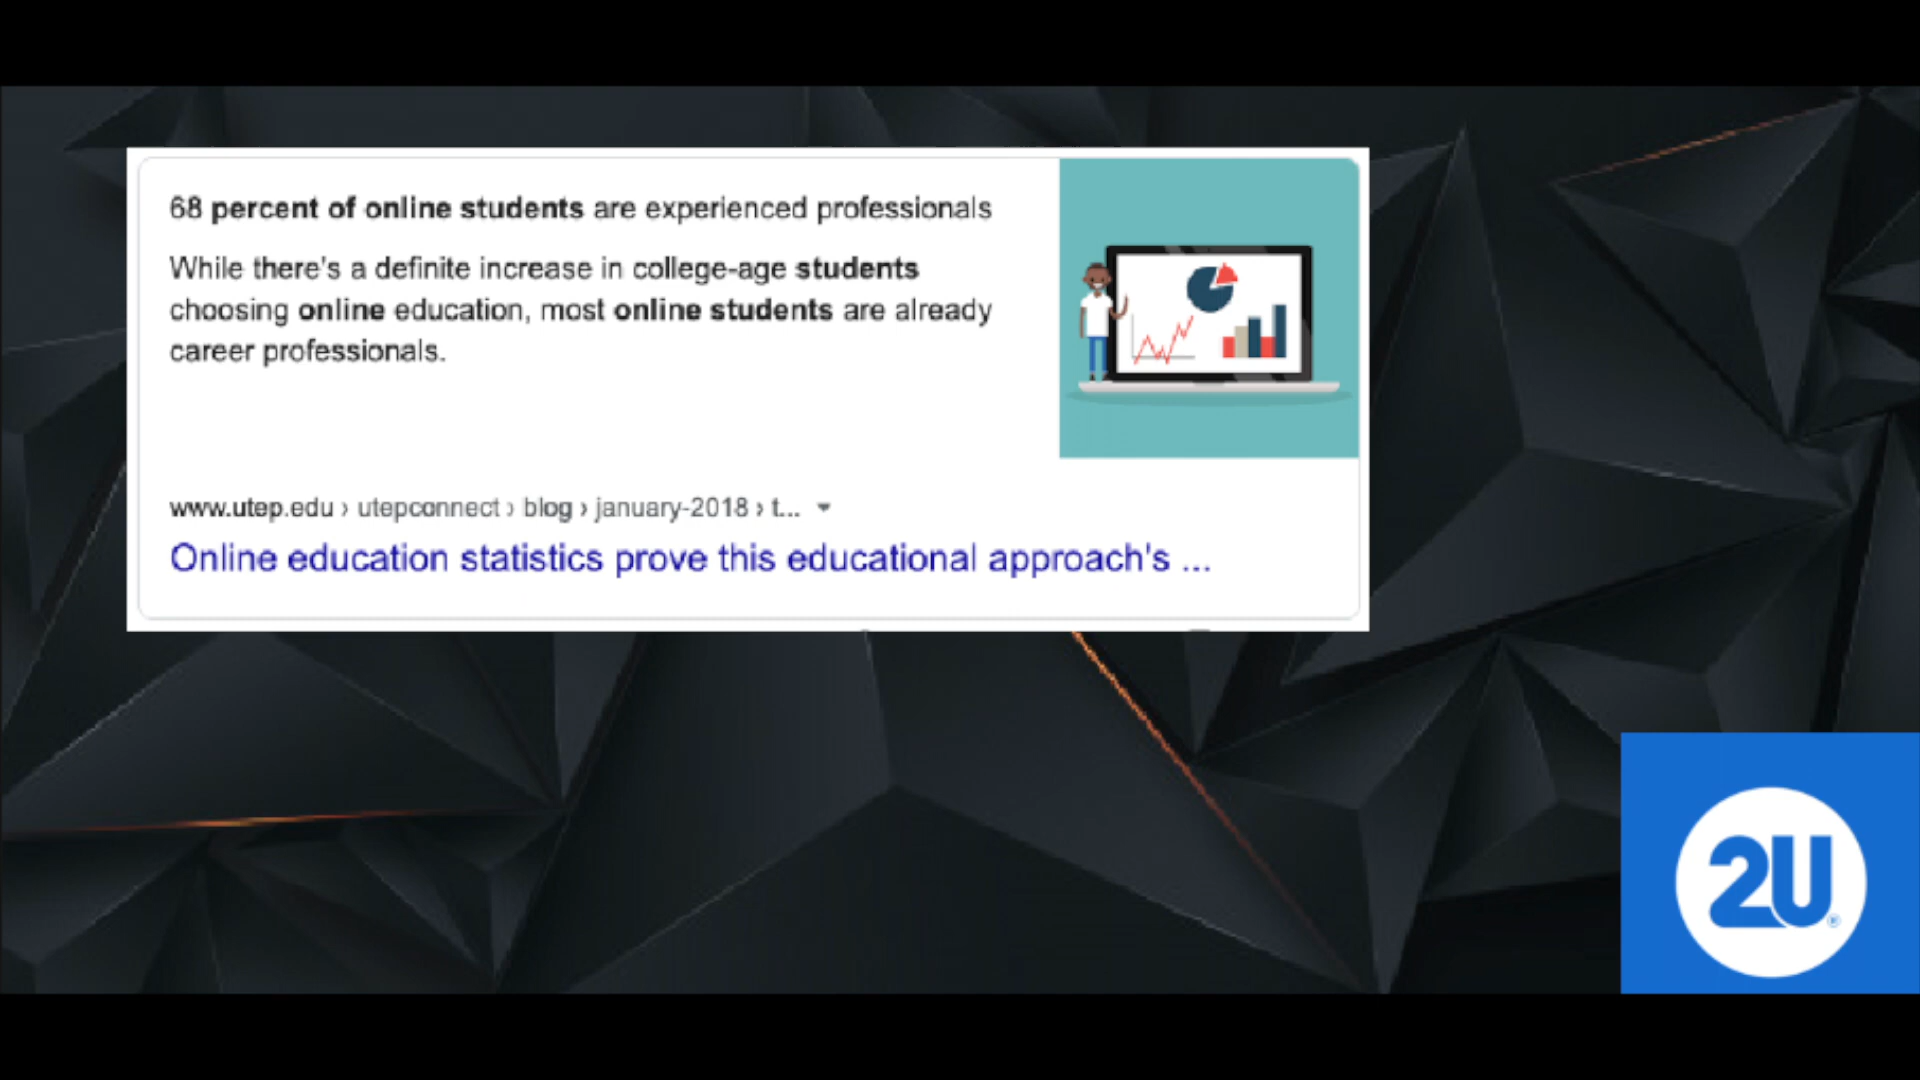 68 percent of online students are experienced professionals
While there's a definite increase in college-age students
choosing online education, most online students are already
career professionals.
www.utep.edu › utepconnect › blog › january-2018 › t...
Online education statistics prove this educational approach's ...
2U®